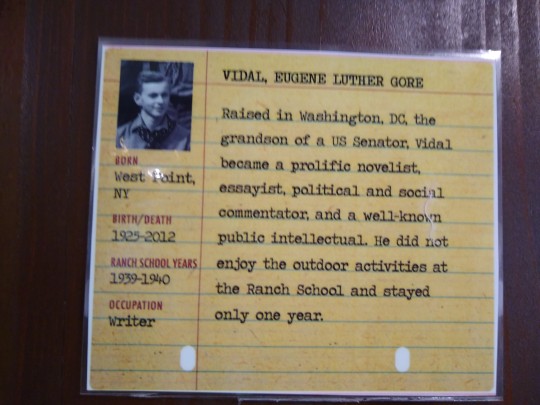 VIDAL, EUGENE LUTHER GORE
Raised in Washington, DC, the
grandson of a US Senator, Vidal
became a prolific novelist,
essayist, political and social
commentator, and a well-known
public intellectual. He did not
enjoy the outdoor activities at
the Ranch School and stayed
only one year.
BORN
West Point,
NY
BIRTH/DEATH
1925-2012
RANCH SCHOOL YEARS
1939-1940
OCCUPATION
Writer